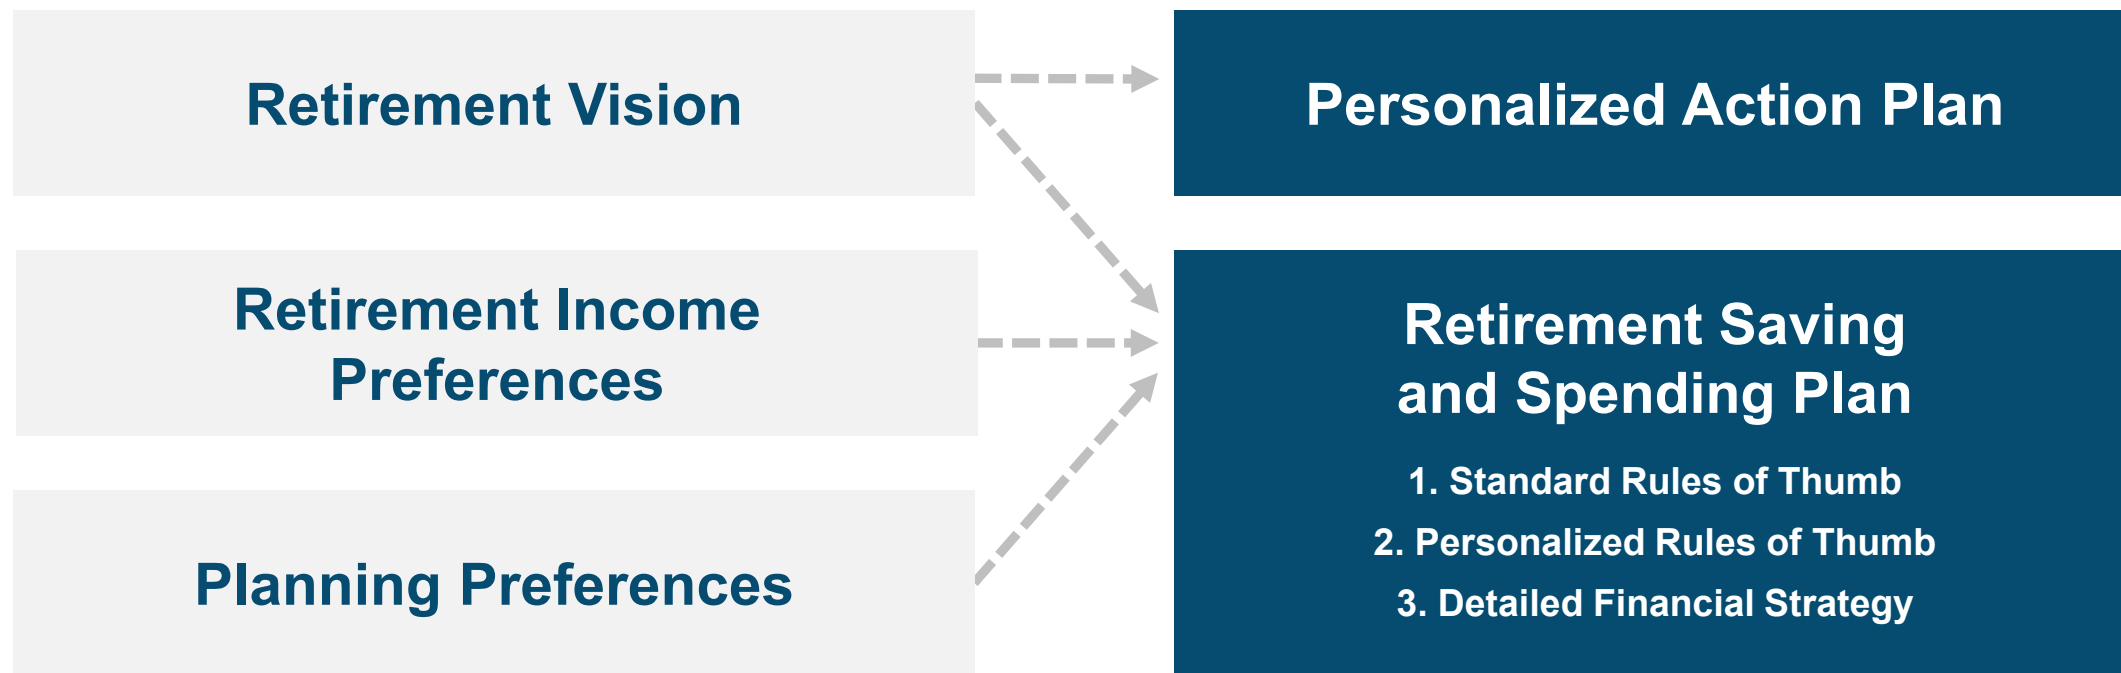 Retirement Vision
Personalized Action Plan
Retirement Income
Preferences
Retirement Saving
and Spending Plan
1. Standard Rules of Thumb
2. Personalized Rules of Thumb
3. Detailed Financial Strategy
Planning Preferences